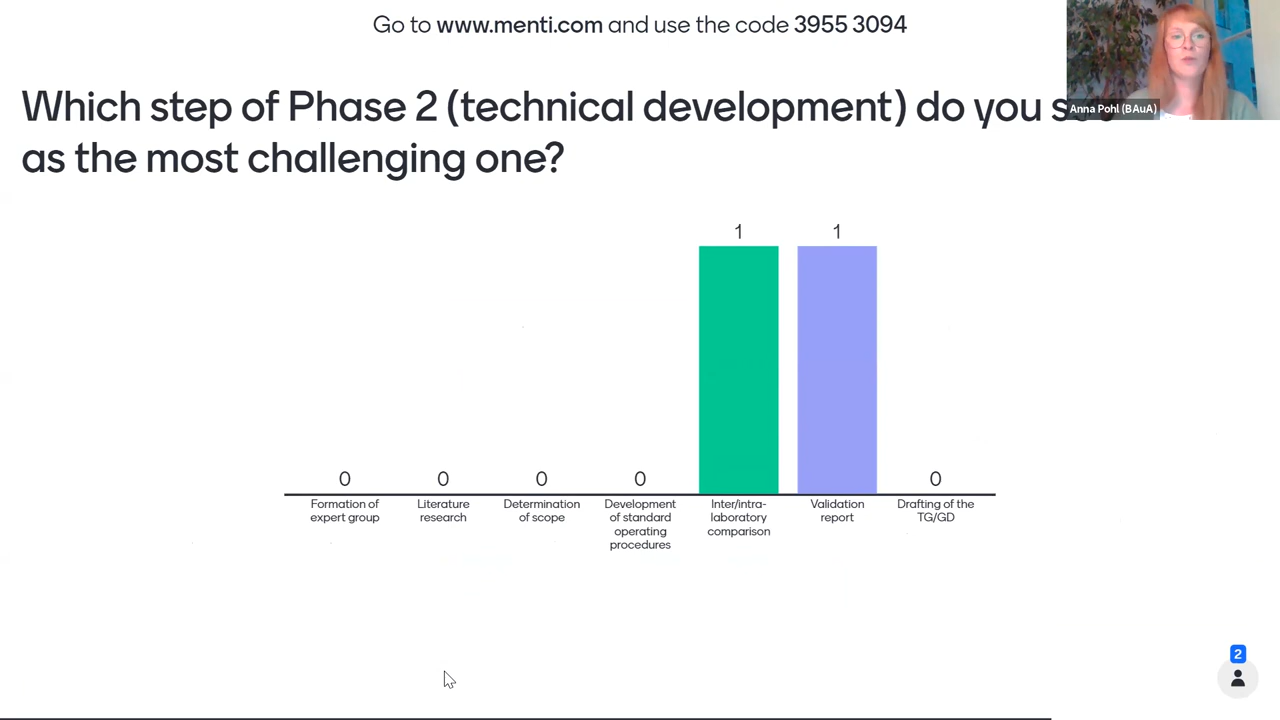 Go to www.menti.com and use the code 3955 3094
Anna Pohl (BAuA)
Which step of Phase 2 (technical development) do you
as the most challenging one?
1
1
0
0
0
0
0
Formation of
expert group
Literature
research
Determination
of scope
Development
of standard
operating
procedures
Inter/intra-
laboratory
comparison
Validation
report
Drafting of the
TG/GD
2